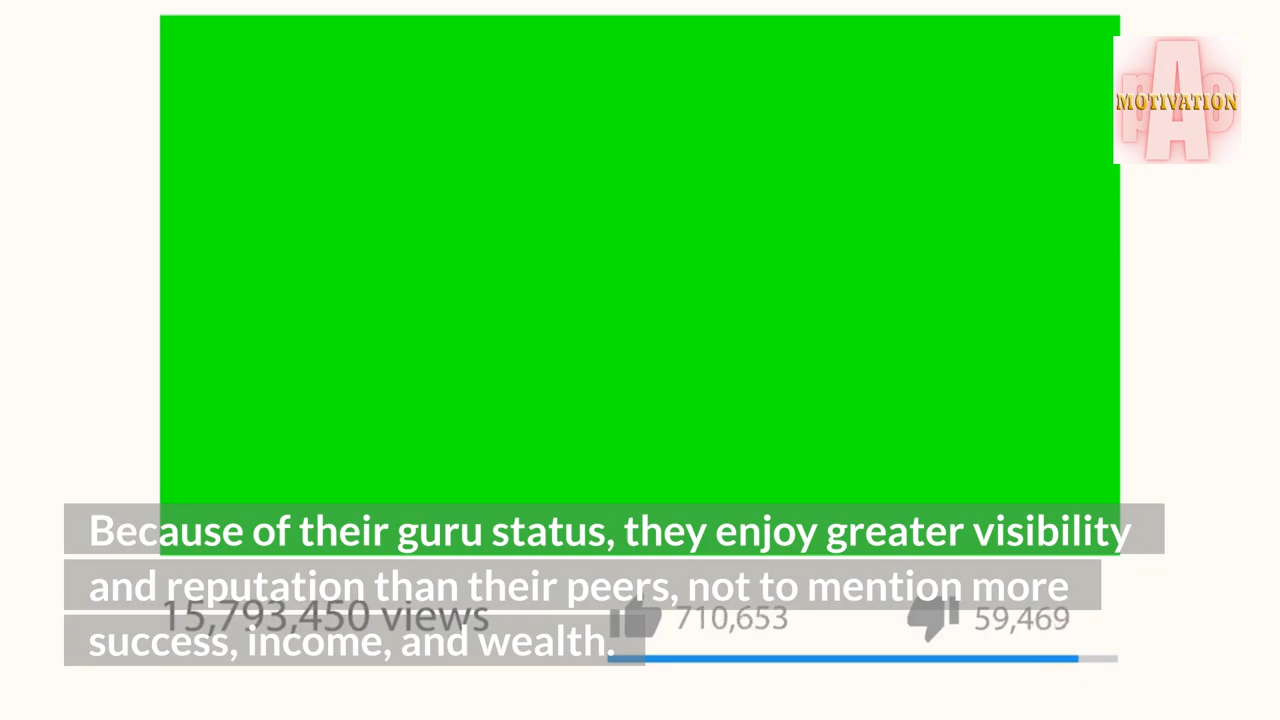 pAo
MOTIVATION
Because of their guru status, they enjoy greater visibility
and reputation than their peers, not to mention more
success, income, and wealth.
15,793,450 views
710,653
59,469